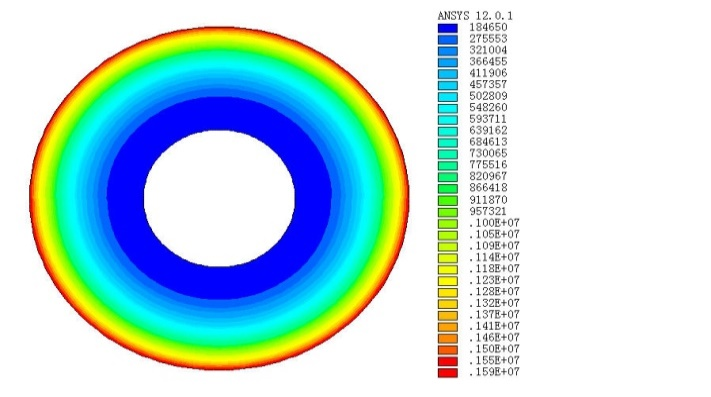 ANSYS 12.0.1
184650
275553
321004
366455
411906
457357
502809
548260
593711
639162
684613
730065
775516
820967
866418
911870
957321
.100E+07
.105E+07
.109E+07
.114E+07
.118E+07
.123E+07
.128E+07
.132E+07
.137E+07
.141E+07
.146E+07
.150E+07
.155E+07
.159E+07